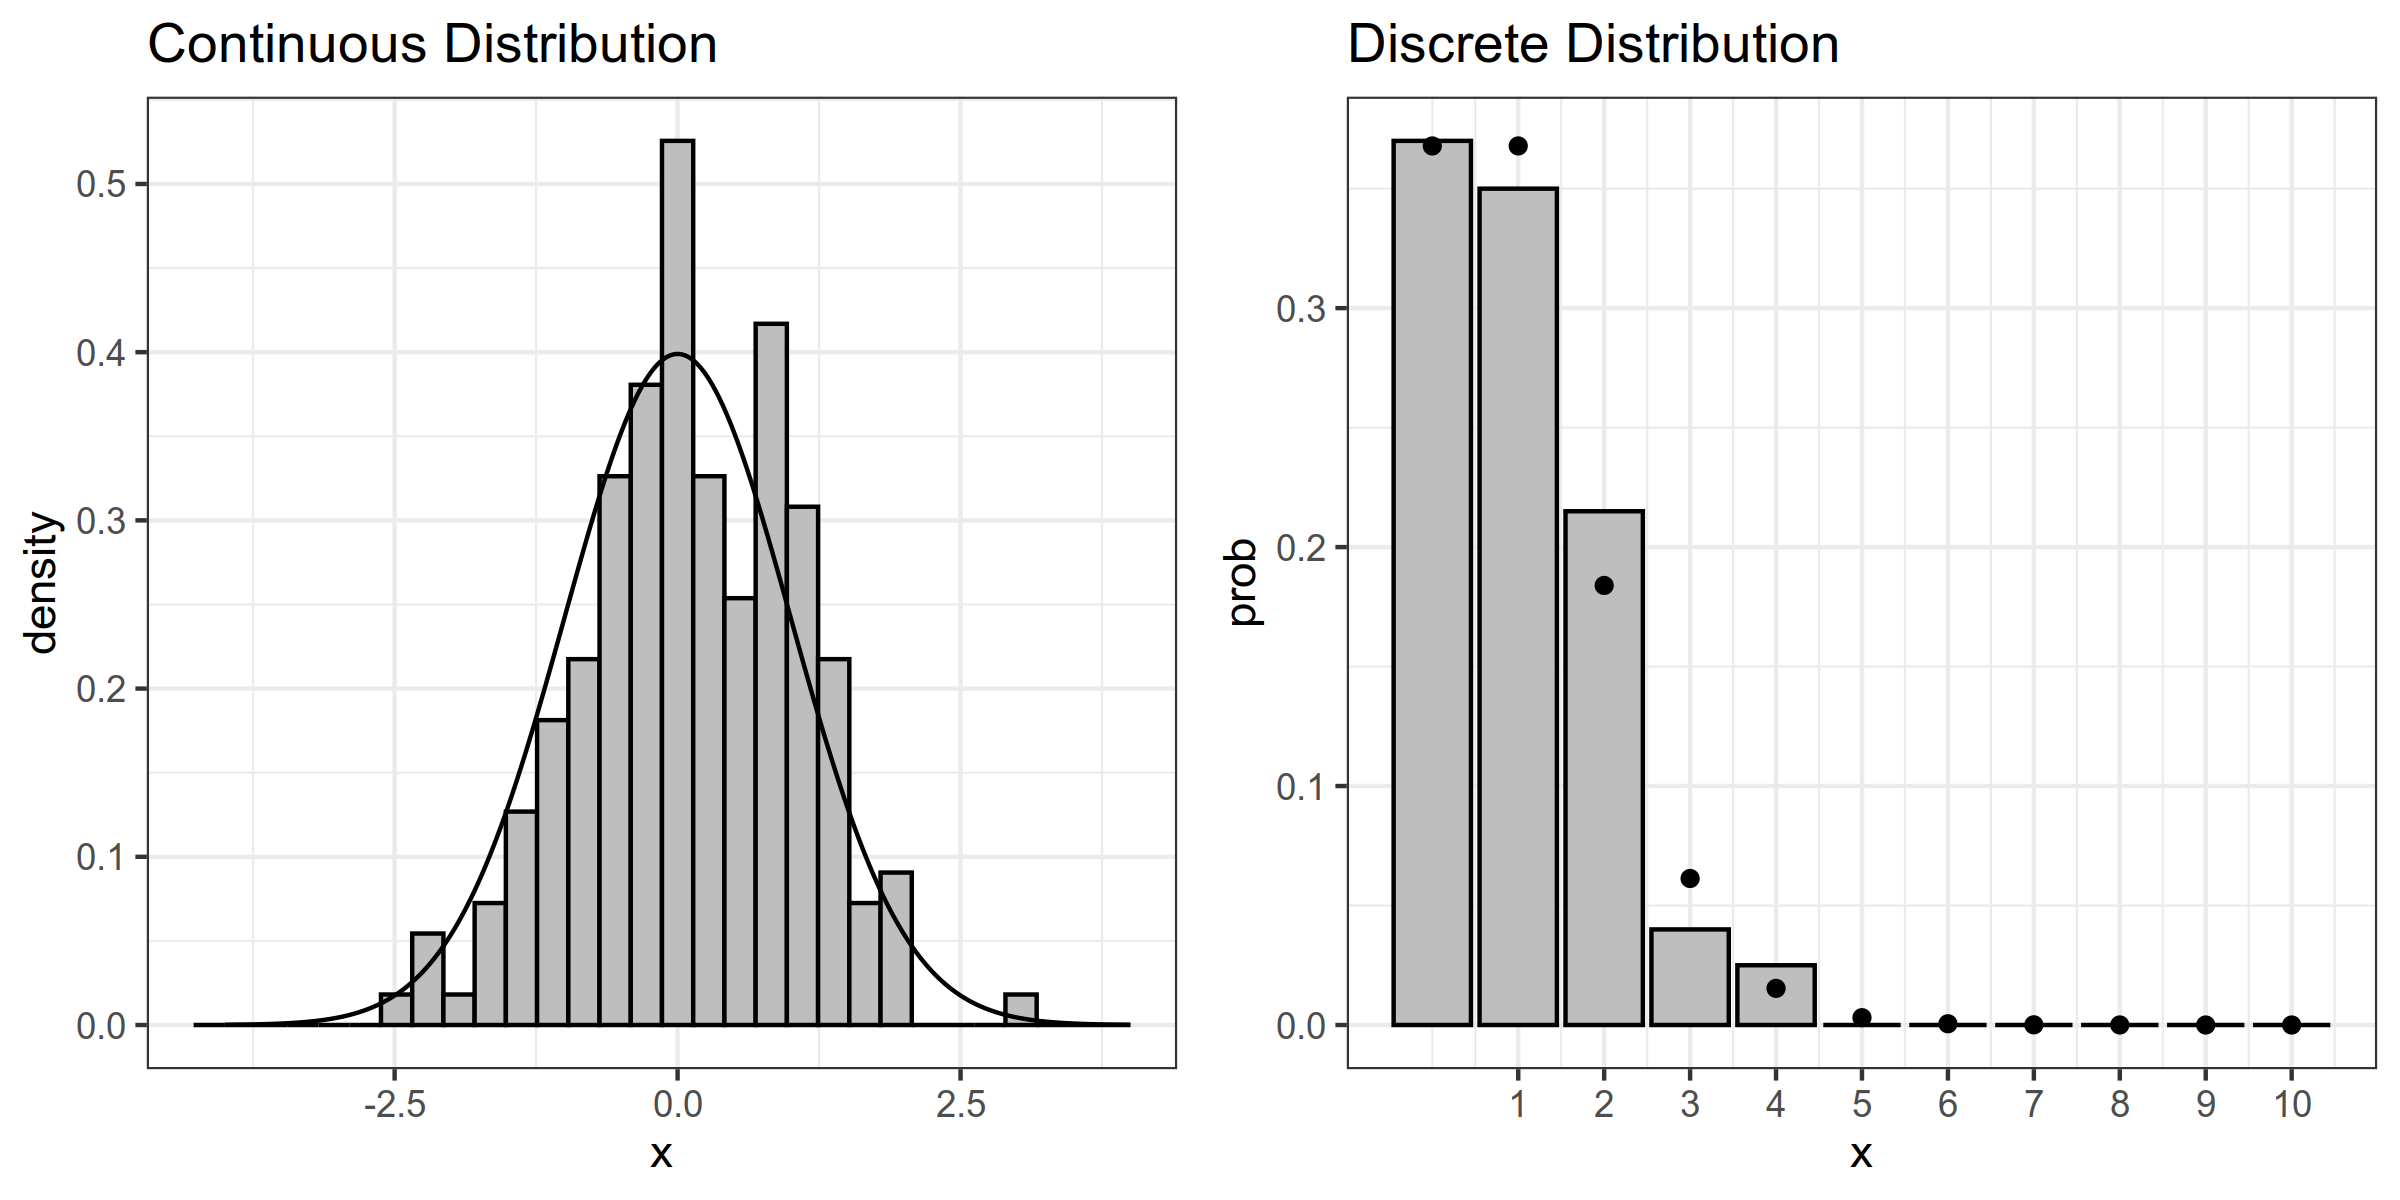 Continuous Distribution
density
0.5
0.4
0.3
0.2
0.1
0.0
-2.5 0.0 2.5
x
Discrete Distribution
prob
0.3
0.2
0.1
0.0
1 2 3 4 5 6 7 8 9 10
x